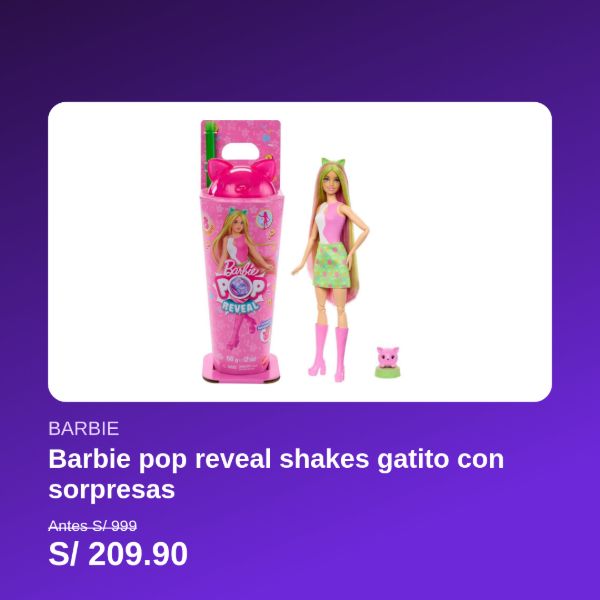 Barbie
POP
REVEAL
BARBIE
Barbie pop reveal shakes gatito con
sorpresas
Antes S/ 999
S/ 209.90